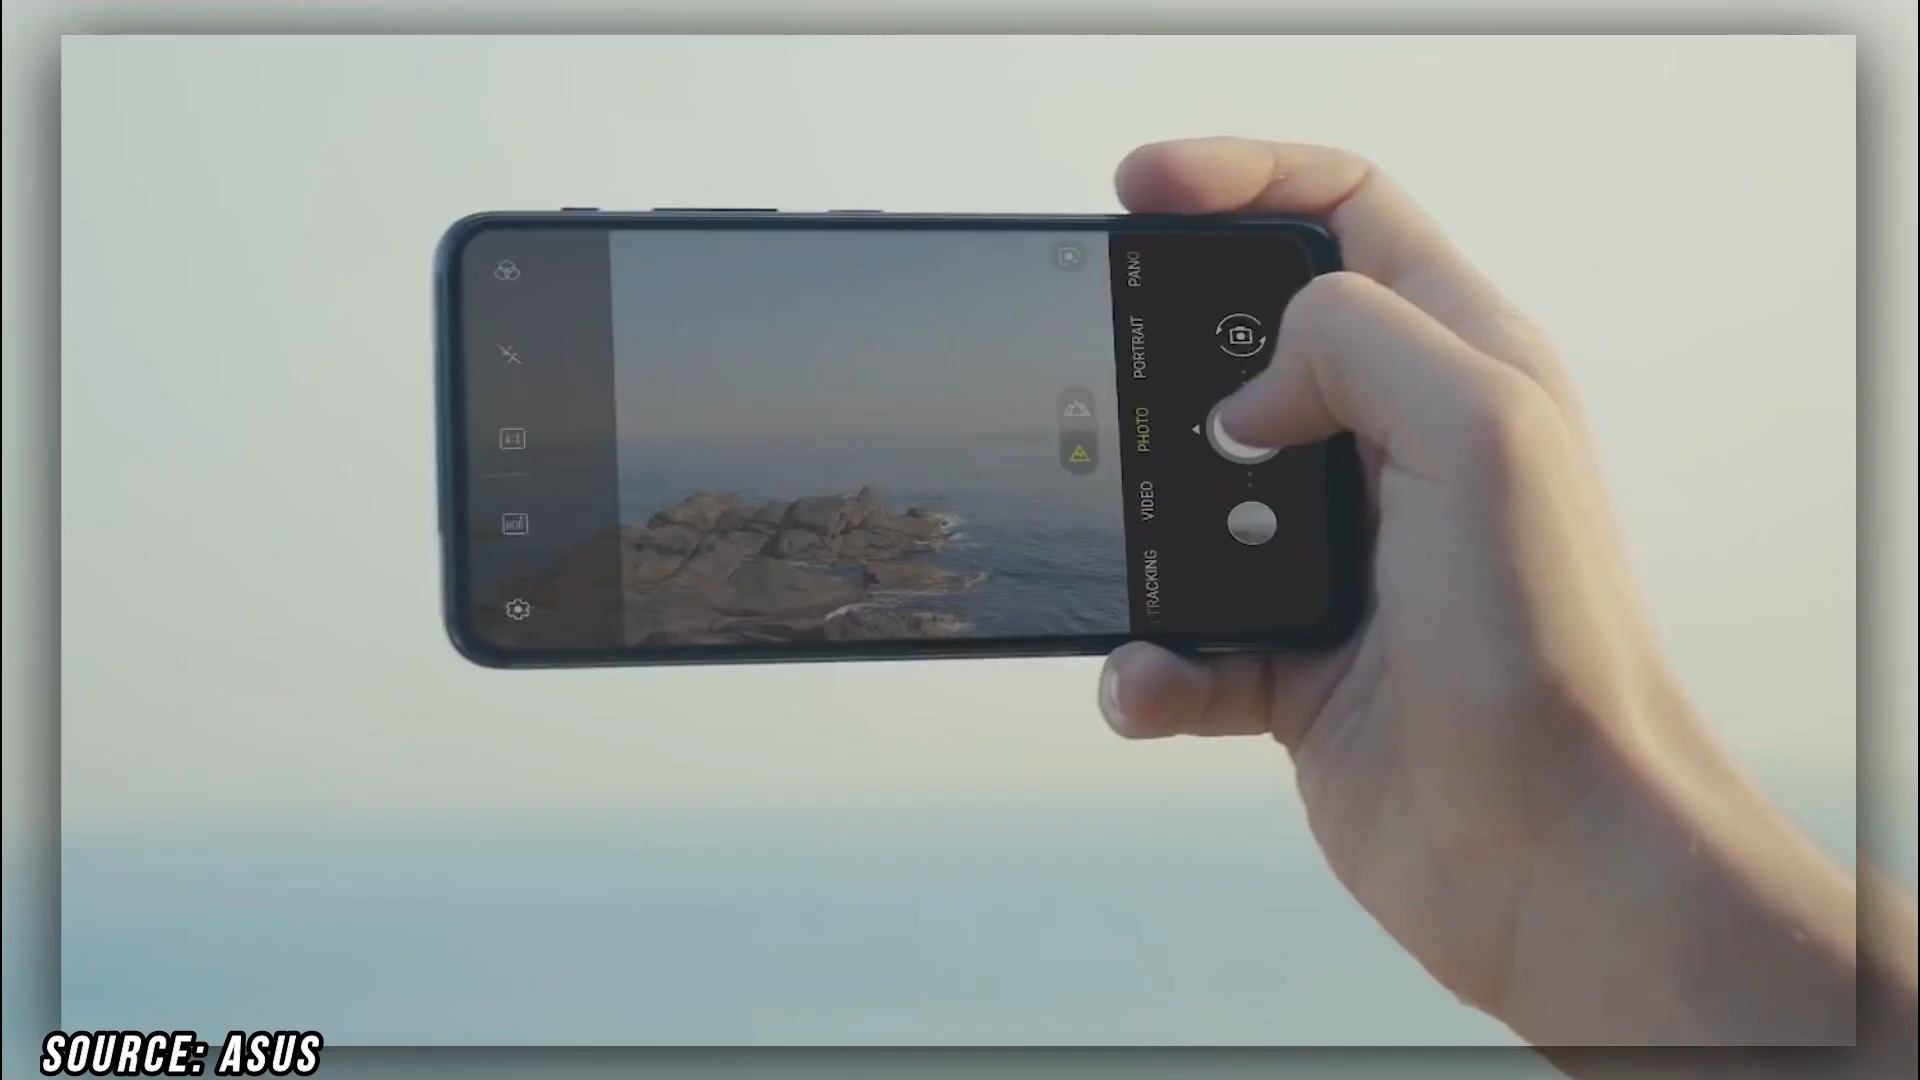 PANO
PORTRAIT
PHOTO
VIDEO
TRACKING
SOURCE: ASUS